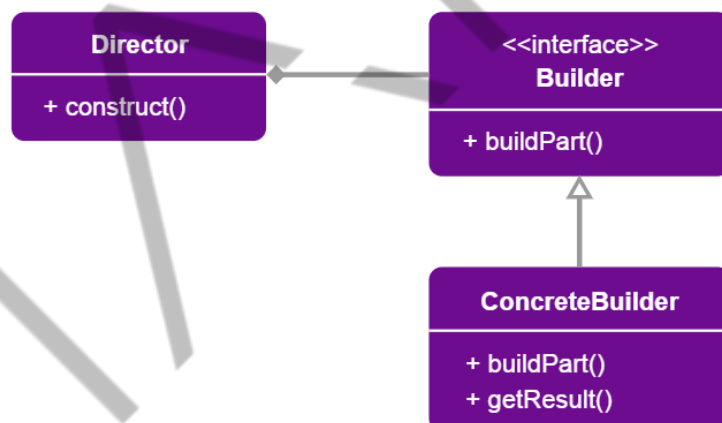 Director
+ construct()
<<interface>>
Builder
+ buildPart()
ConcreteBuilder
+ buildPart()
+ getResult()